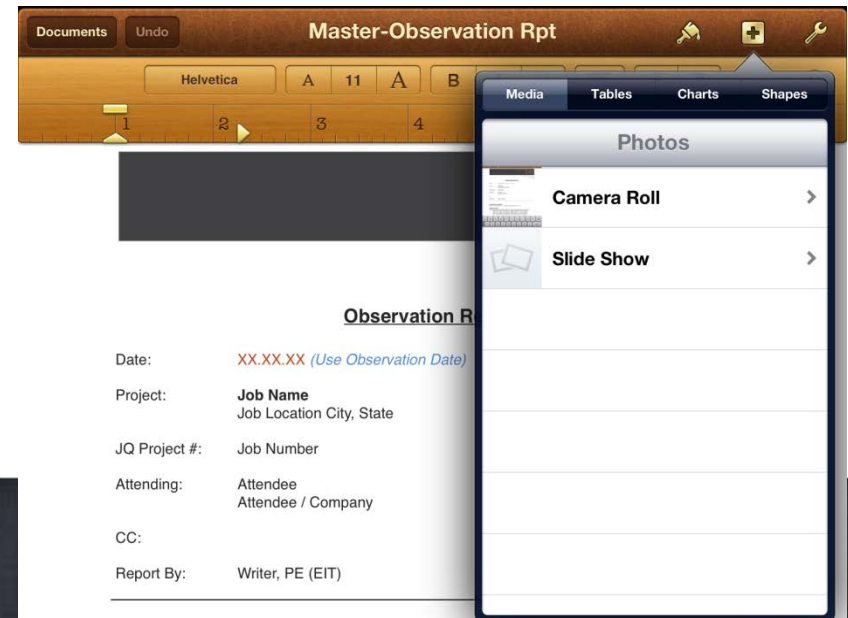 Documents Undo Master-Observation Rpt
Helvetica A 11 A B
1 2 3 4
Media Tables Charts Shapes
Photos
Camera Roll
Slide Show
Observation R
Date: XX.XX.XX (Use Observation Date)
Project: Job Name
Job Location City, State
JQ Project #: Job Number
Attending: Attendee
Attendee / Company
CC:
Report By: Writer, PE (EIT)